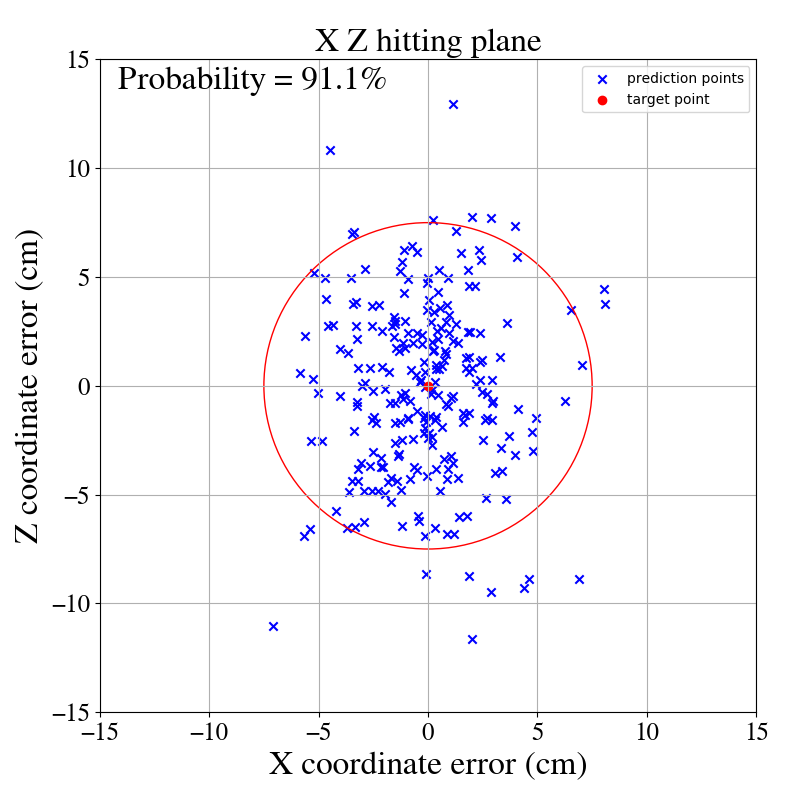 X Z hitting plane
Probability = 91.1%
prediction points
target point
Z coordinate error (cm)
15
10
5
0
−5
−10
−15
−15
−10
−5
0
5
10
15
X coordinate error (cm)